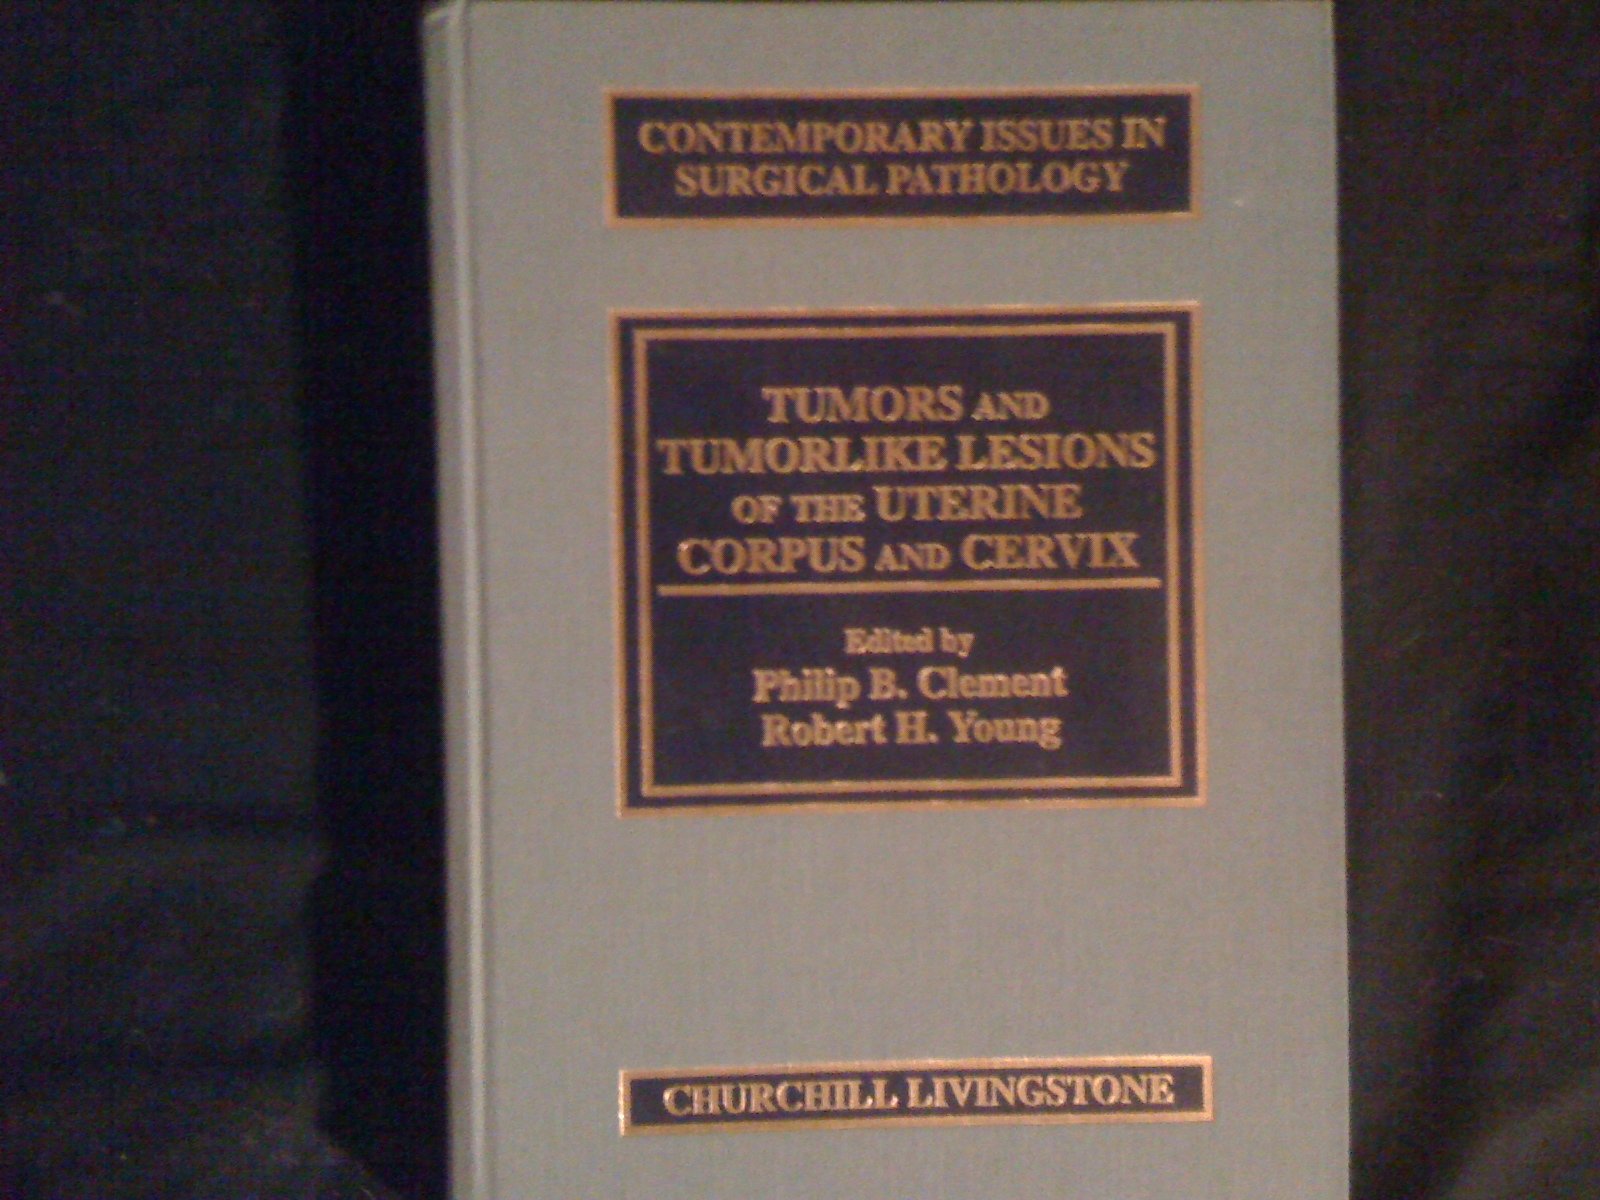 CONTEMPORARY ISSUES IN
SURGICAL PATHOLOGY
TUMORS AND
TUMORLIKE LESIONS
OF THE UTERINE
CORPUS AND CERVIX
Edited by
Philip B. Clement
Robert H. Young
CHURCHILL LIVINGSTONE